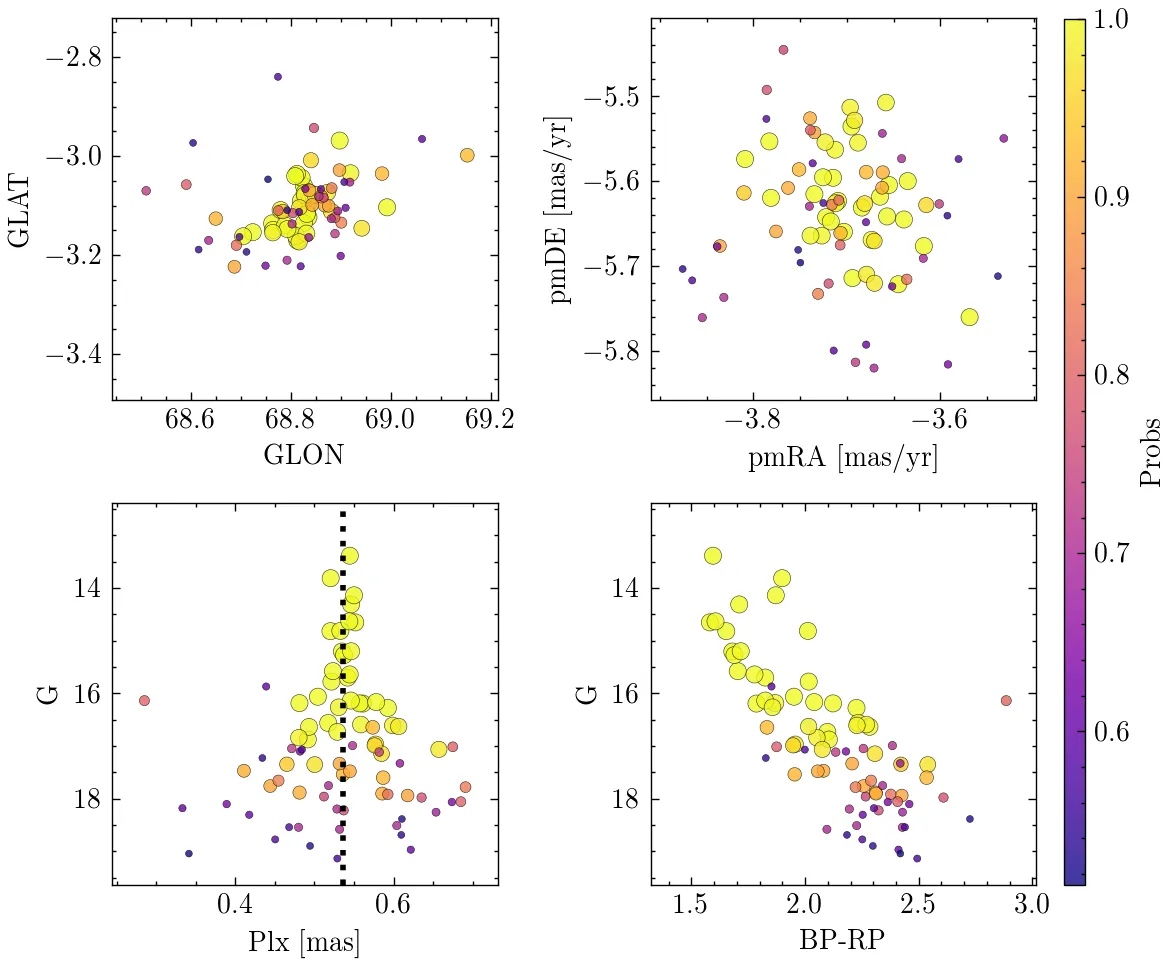 −2.8
−3.0
−3.2
−3.4
GLAT
68.6 68.8 69.0 69.2
GLON
−5.5
−5.6
−5.7
−5.8
pmDE [mas/yr]
−3.8 −3.6
pmRA [mas/yr]
14
16
18
G
0.4 0.6
Plx [mas]
14
16
18
G
1.5 2.0 2.5 3.0
BP-RP
1.0
0.9
0.8
0.7
0.6
Probs